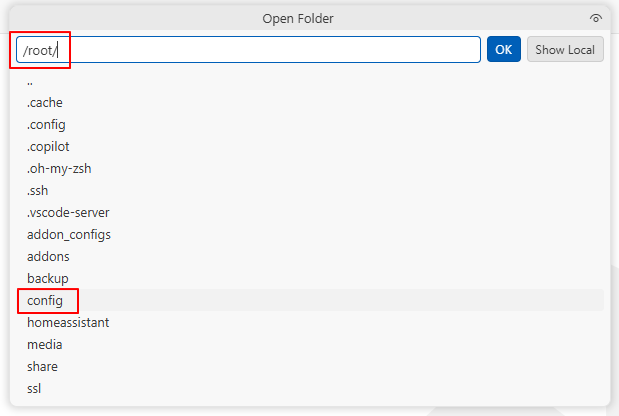 Open Folder
/root/
OK
Show Local
..
.cache
.config
.copilot
.oh-my-zsh
.ssh
.vscode-server
addon_configs
addons
backup
config
homeassistant
media
share
ssl